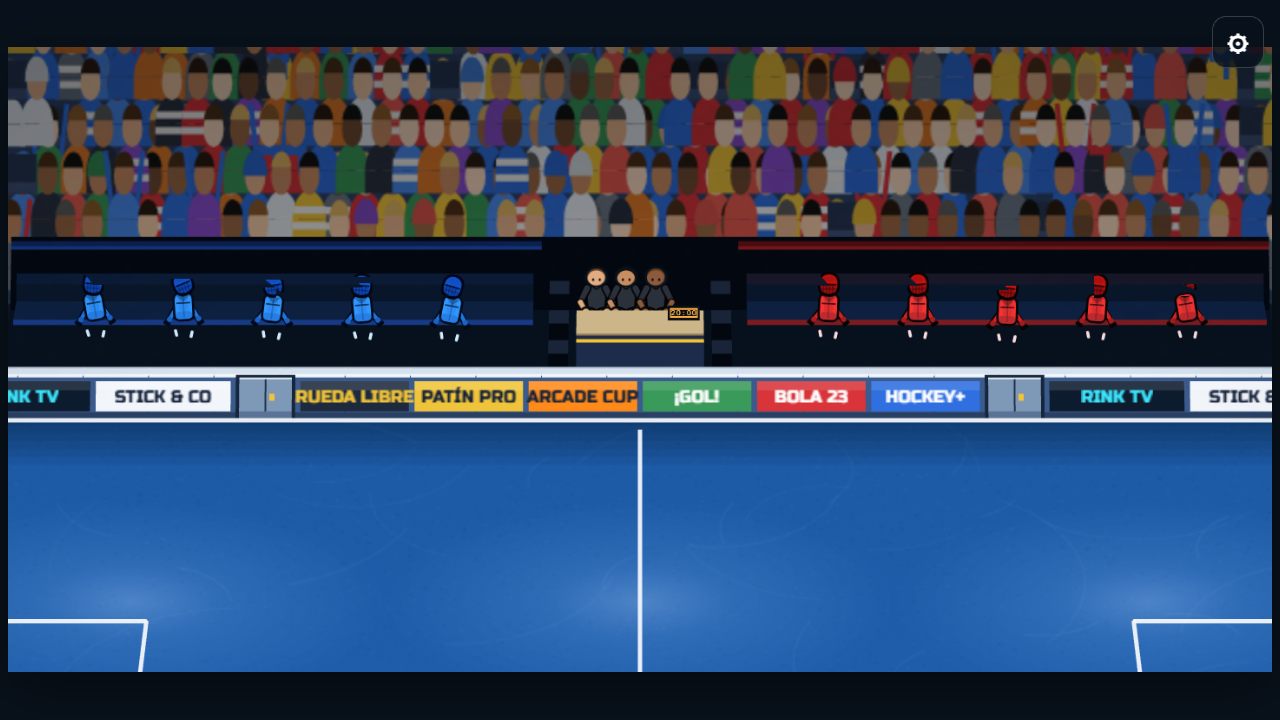 20:00
NK TV
STICK & CO
RUEDA LIBRE
PATÍN PRO
ARCADE CUP
¡GOL!
BOLA 23
HOCKEY+
RINK TV
STICK &